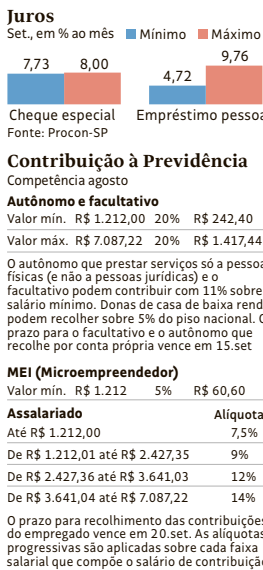 Juros
Set., em % ao mês Mínimo Máximo
7,73 8,00 4,72 9,76
Cheque especial Empréstimo pessoa
Fonte: Procon-SP
Contribuição à Previdência
Competência agosto
Autônomo e facultativo
Valor mín. R$ 1.212,00 20% R$ 242,40
Valor máx. R$ 7.087,22 20% R$ 1.417,44
O autônomo que prestar serviços só a pessoa
físicas (e não a pessoas jurídicas) e o
facultativo podem contribuir com 11% sobre
salário mínimo. Donas de casa de baixa rend
podem recolher sobre 5% do piso nacional. O
prazo para o facultativo e o autônomo que
recolhe por conta própria vence em 15.set
MEI (Microempreendedor)
Valor mín. R$ 1.212 5% R$ 60,60
Assalariado Alíquota
Até R$ 1.212,00 7,5%
De R$ 1.212,01 até R$ 2.427,35 9%
De R$ 2.427,36 até R$ 3.641,03 12%
De R$ 3.641,04 até R$ 7.087,22 14%
O prazo para recolhimento das contribuições
do empregado vence em 20.set. As alíquotas
progressivas são aplicadas sobre cada faixa
salarial que compõe o salário de contribuição